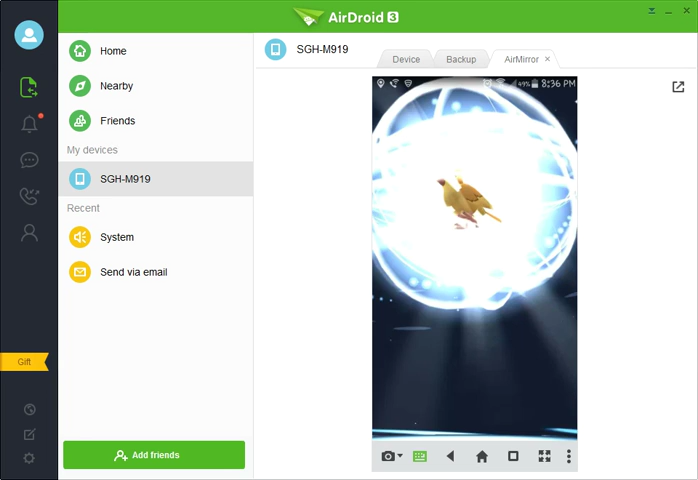 AirDroid 3
Home
SGH-M919
Device
Backup
AirMirror
Nearby
49%
8:36 PM
Friends
My devices
SGH-M919
Recent
System
Send via email
Gift
Add friends